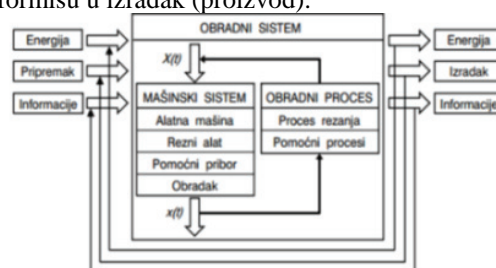 formisu u izradak (proizvod).
OBRADNI SISTEM
Energija
Pripremak
Informacije
X(t)
MAŠINSKI SISTEM
Alatna mašina
Rezni alat
Pomoćni pribor
Obradak
x(t)
OBRADNI PROCES
Proces rezanja
Pomoćni procesi
Energija
Izradak
Informacije